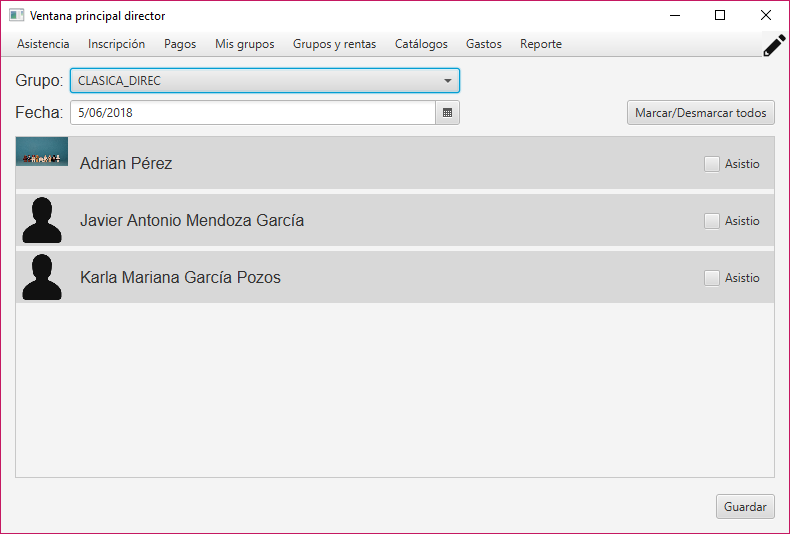 Ventana principal director
Asistencia Inscripción Pagos Mis grupos Grupos y rentas Catálogos Gastos Reporte
Grupo: CLASICA_DIREC
Fecha: 5/06/2018 Marcar/Desmarcar todos
Adrian Pérez Asistio
Javier Antonio Mendoza García Asistio
Karla Mariana García Pozos Asistio
Guardar